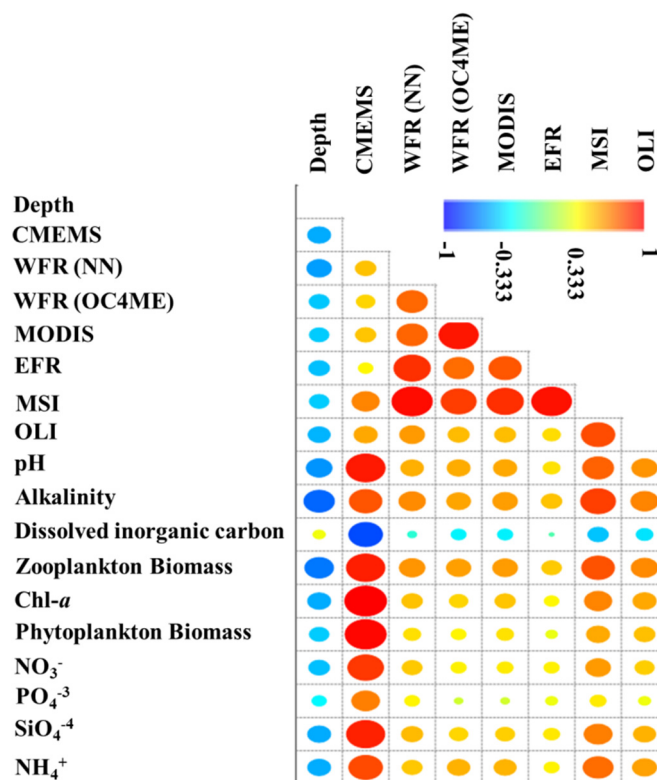 Depth
CMEMS
WFR (NN)
WFR (OC4ME)
MODIS
EFR
MSI
OLI
-1
-0.333
0.333
1
Depth
CMEMS
WFR (NN)
WFR (OC4ME)
MODIS
EFR
MSI
OLI
pH
Alkalinity
Dissolved inorganic carbon
Zooplankton Biomass
Chl-a
Phytoplankton Biomass
NO₃⁻
PO₄⁻³
SiO₄⁻⁴
NH₄⁺